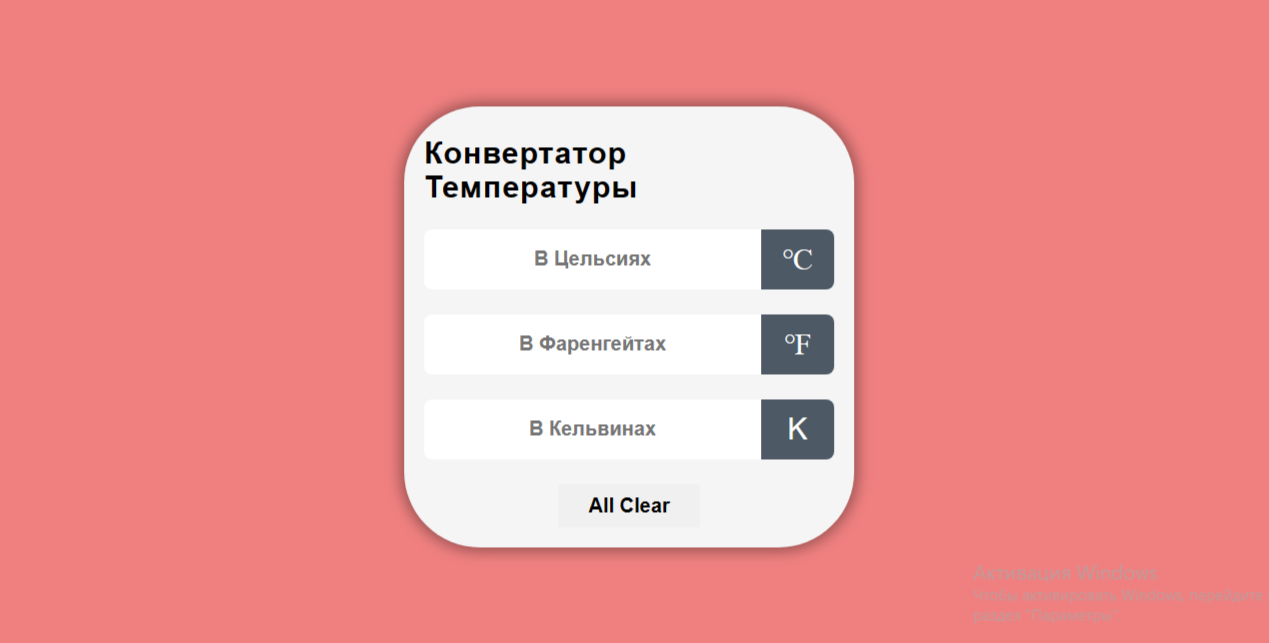 Конвертатор
Температуры
В Цельсиях
°C
В Фаренгейтах
°F
В Кельвинах
K
All Clear
Активация Windows
Чтобы активировать Windows, перейдите
раздел "Параметры".